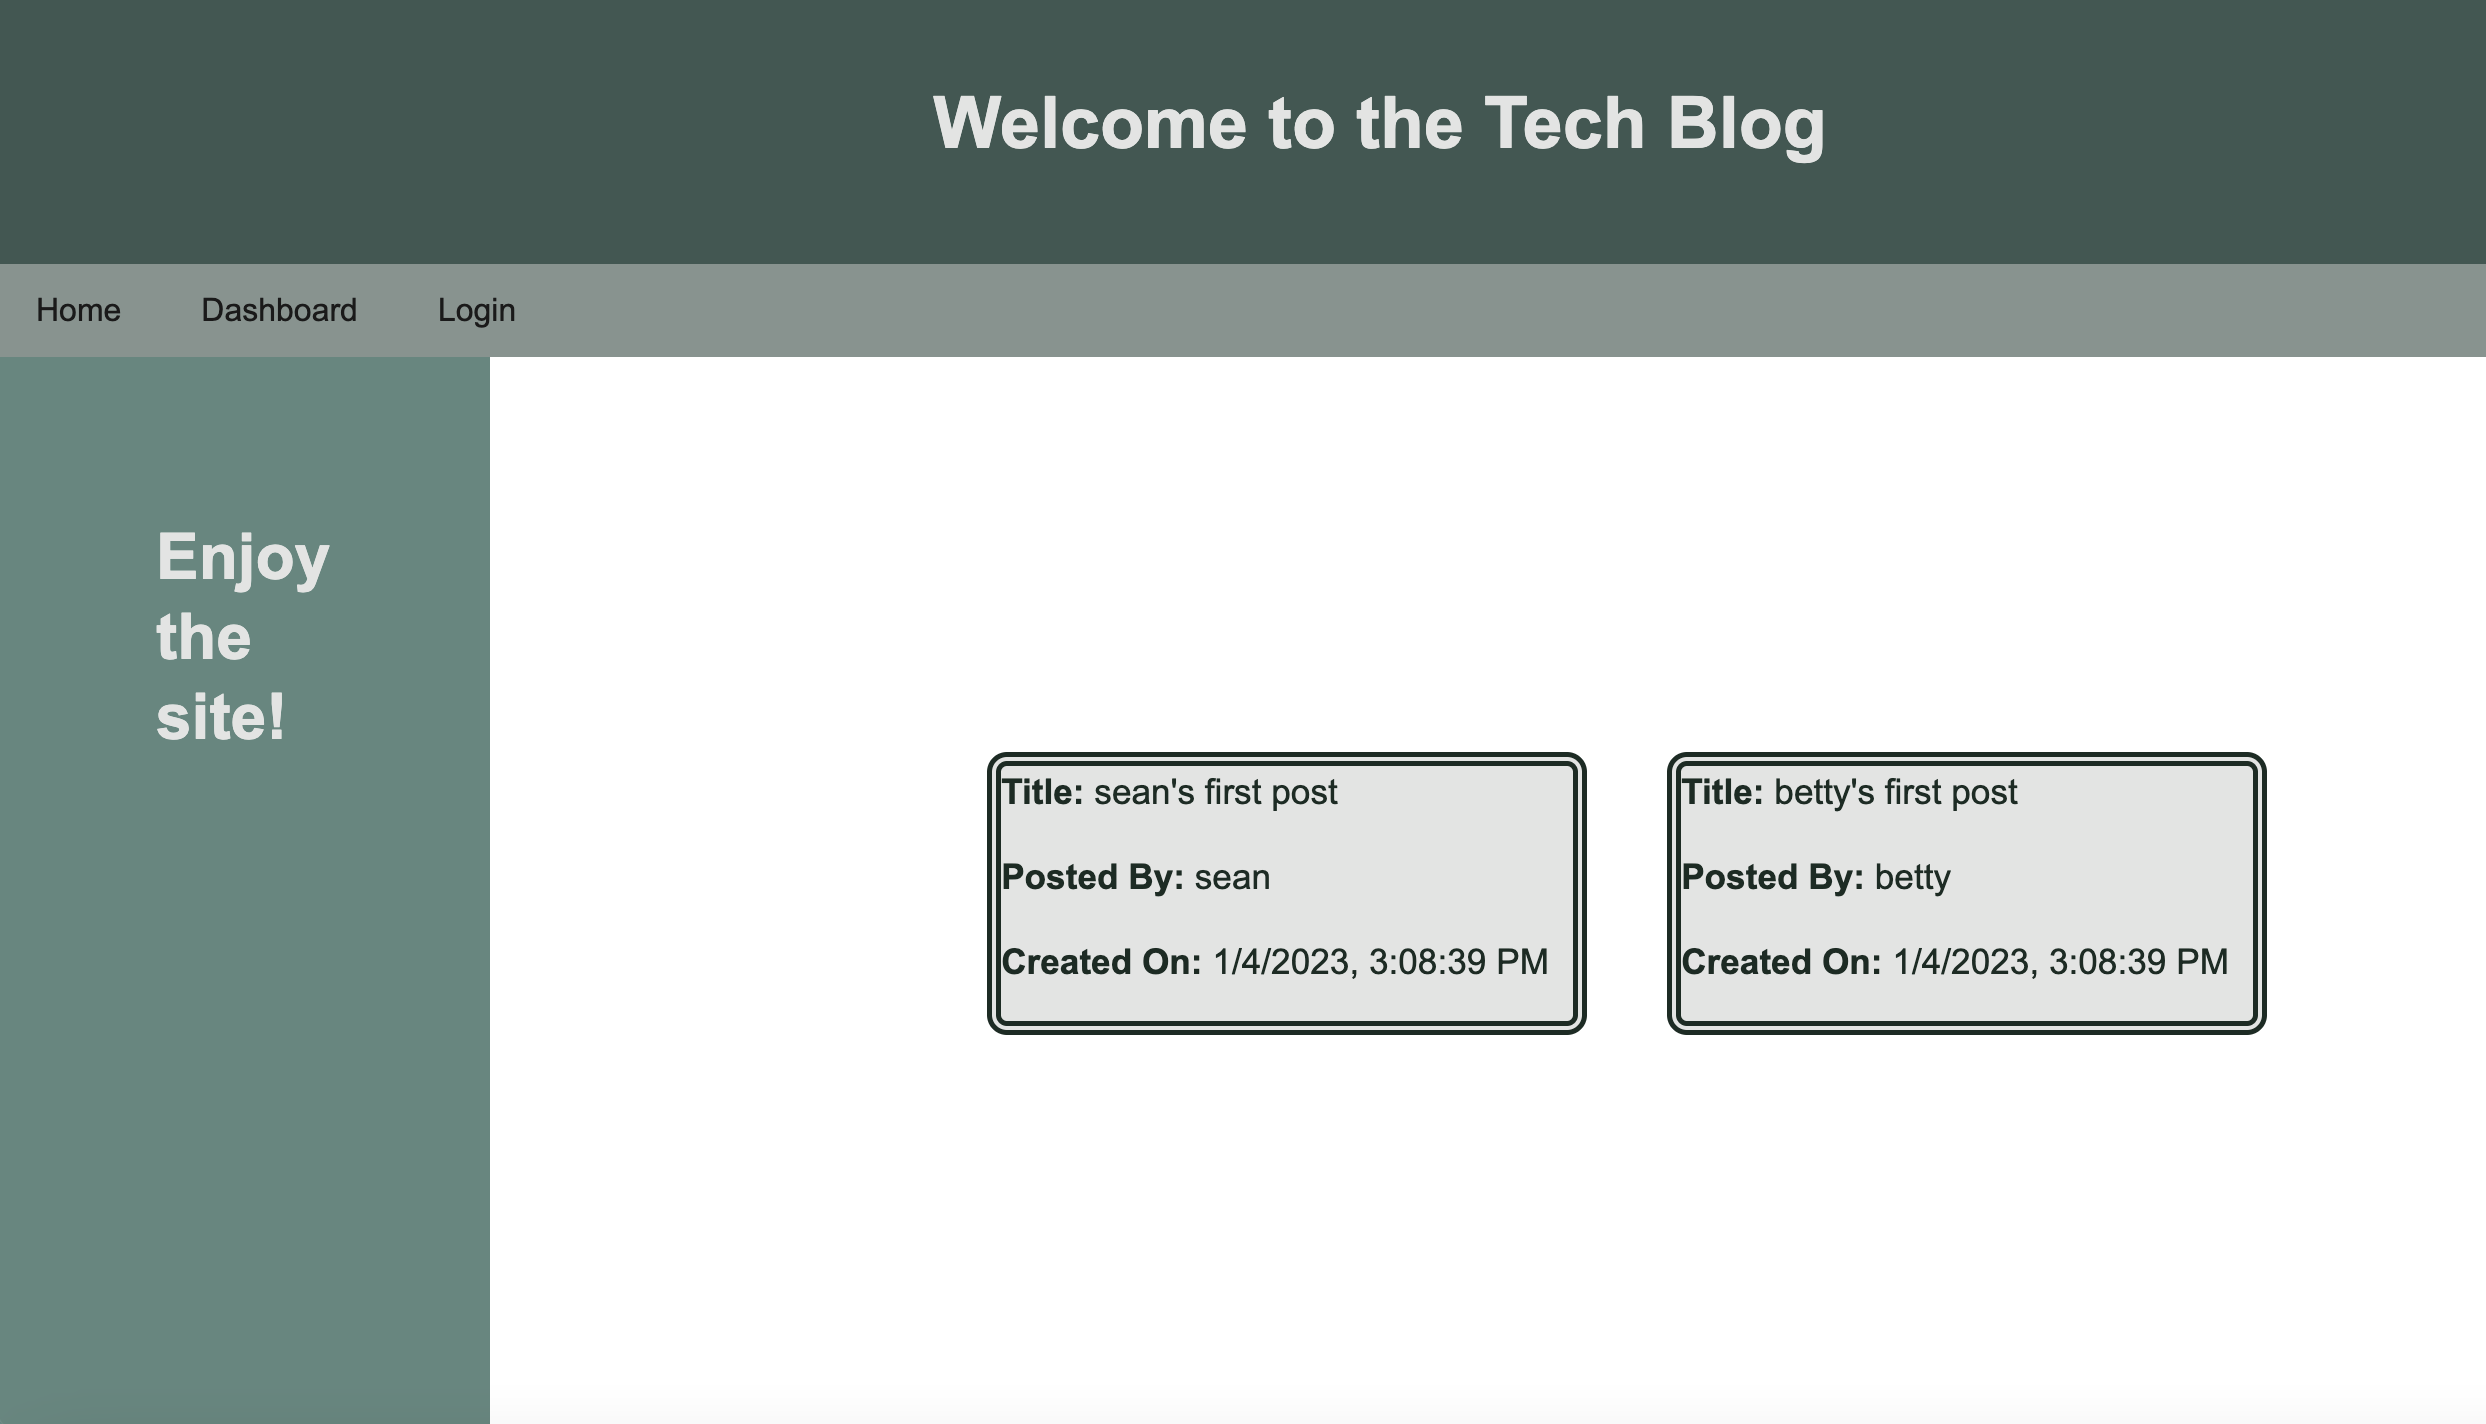 Welcome to the Tech Blog
Home
Dashboard
Login
Enjoy
the
site!
Title: sean's first post
Posted By: sean
Created On: 1/4/2023, 3:08:39 PM
Title: betty's first post
Posted By: betty
Created On: 1/4/2023, 3:08:39 PM